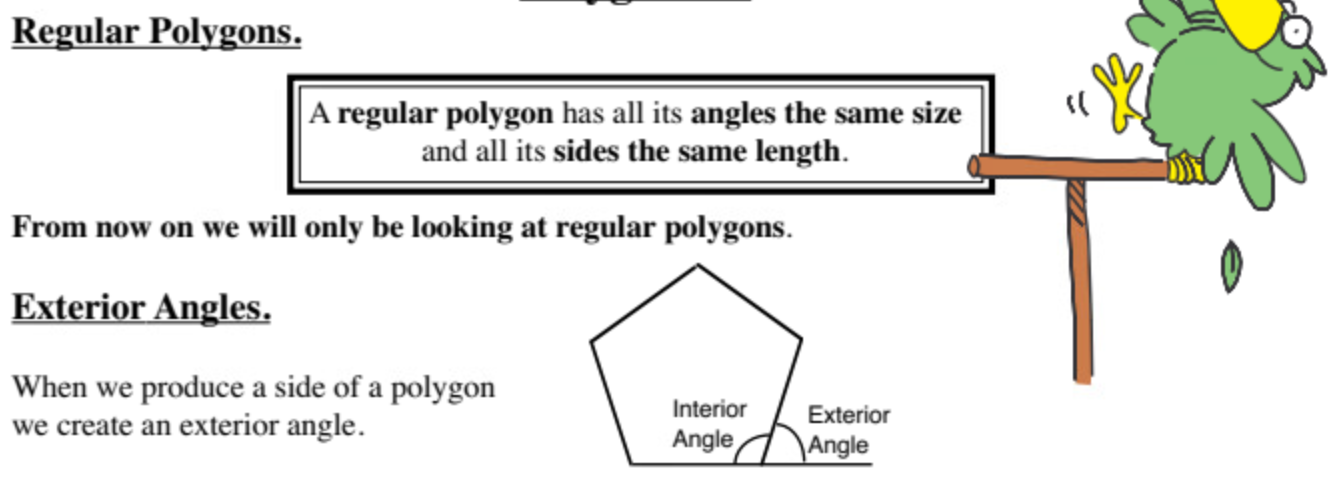 Regular Polygons.
A regular polygon has all its angles the same size
and all its sides the same length.
From now on we will only be looking at regular polygons.
Exterior Angles.
When we produce a side of a polygon
we create an exterior angle.
Interior
Angle
Exterior
Angle